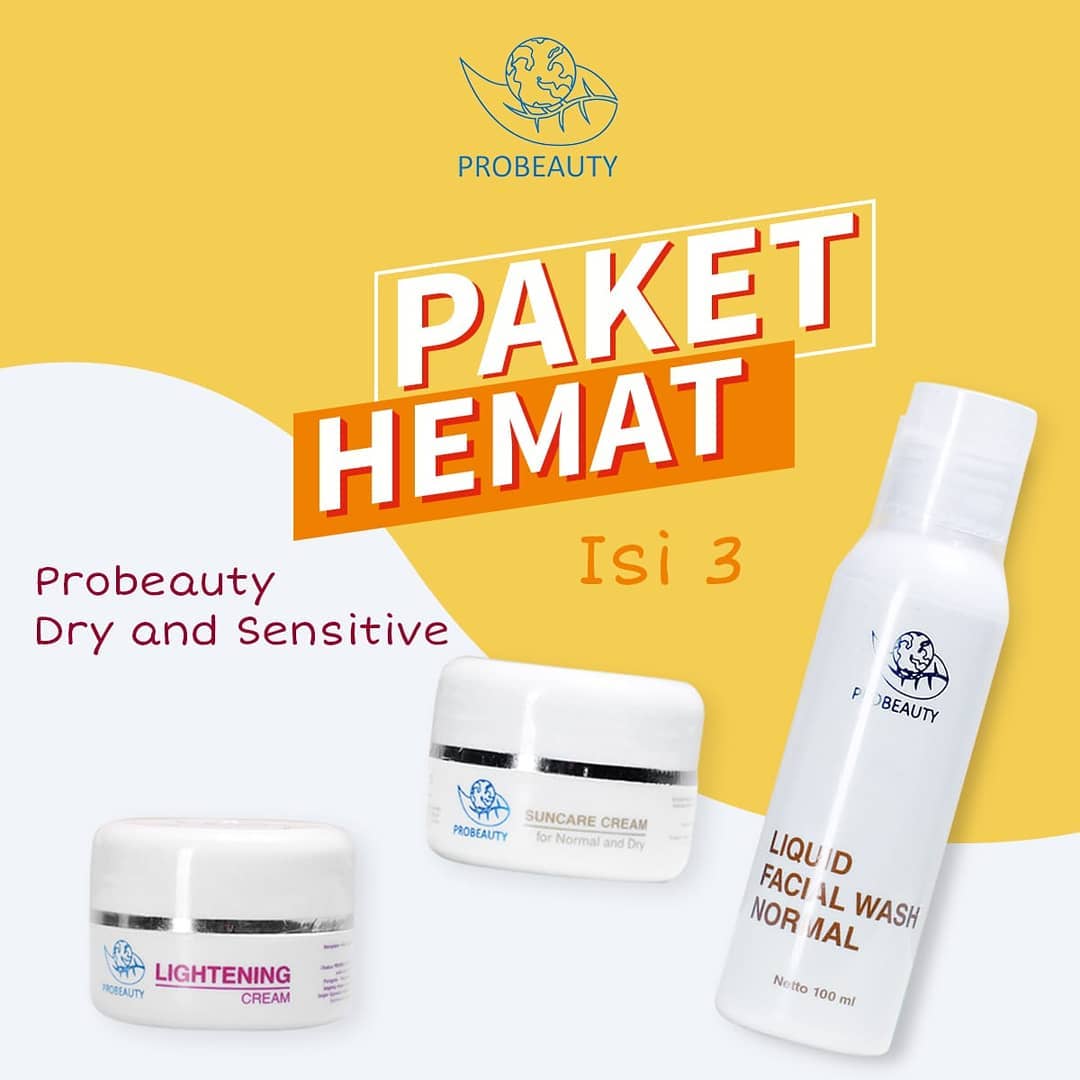 PROBEAUTY
PAKET
HEMAT
Isi 3
Probeauty
Dry and Sensitive
PROBEAUTY
SUNCARE CREAM
for Normal and Dry
PROBEAUTY
LIGHTENING
CREAM
PROBEAUTY
LIQUID
FACIAL WASH
NORMAL
Netto 100 ml